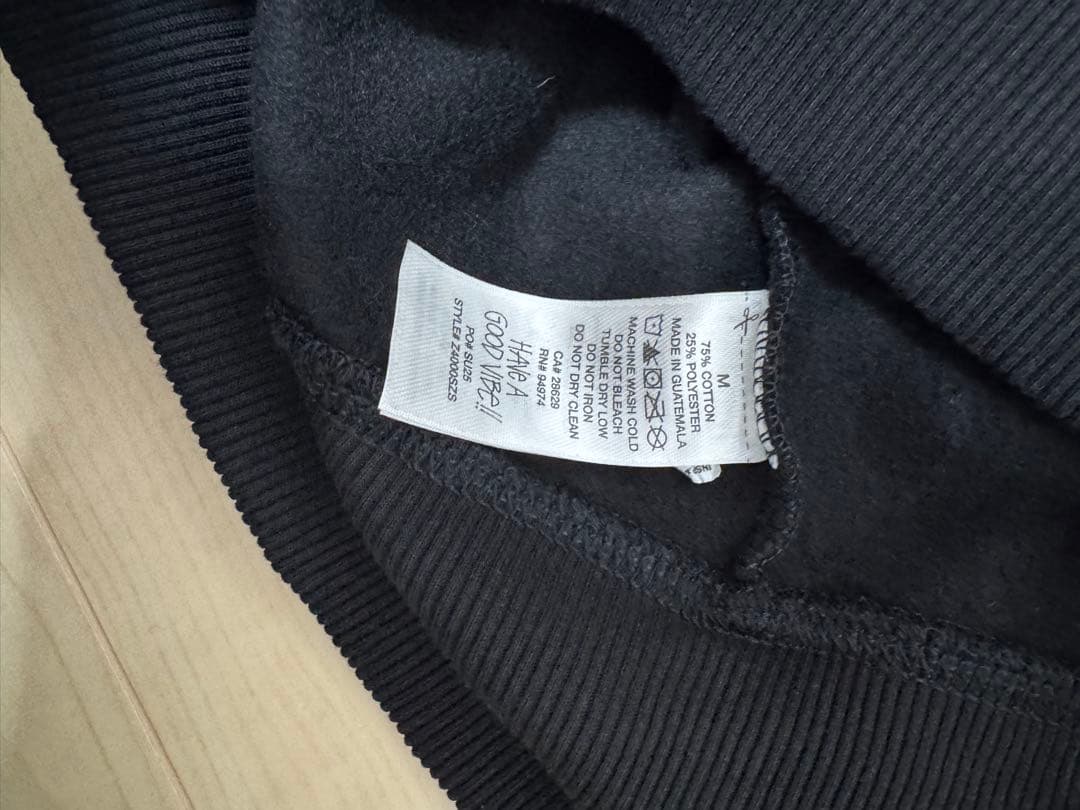 M
75% COTTON
25% POLYESTER
MADE IN GUATEMALA
MACHINE WASH COLD
DO NOT BLEACH
TUMBLE DRY LOW
DO NOT IRON
DO NOT DRY CLEAN
CA# 28629
RN# 94974
HAVE A
GOOD VIBE!!
PO# SU25
STYLE# Z4000SZS